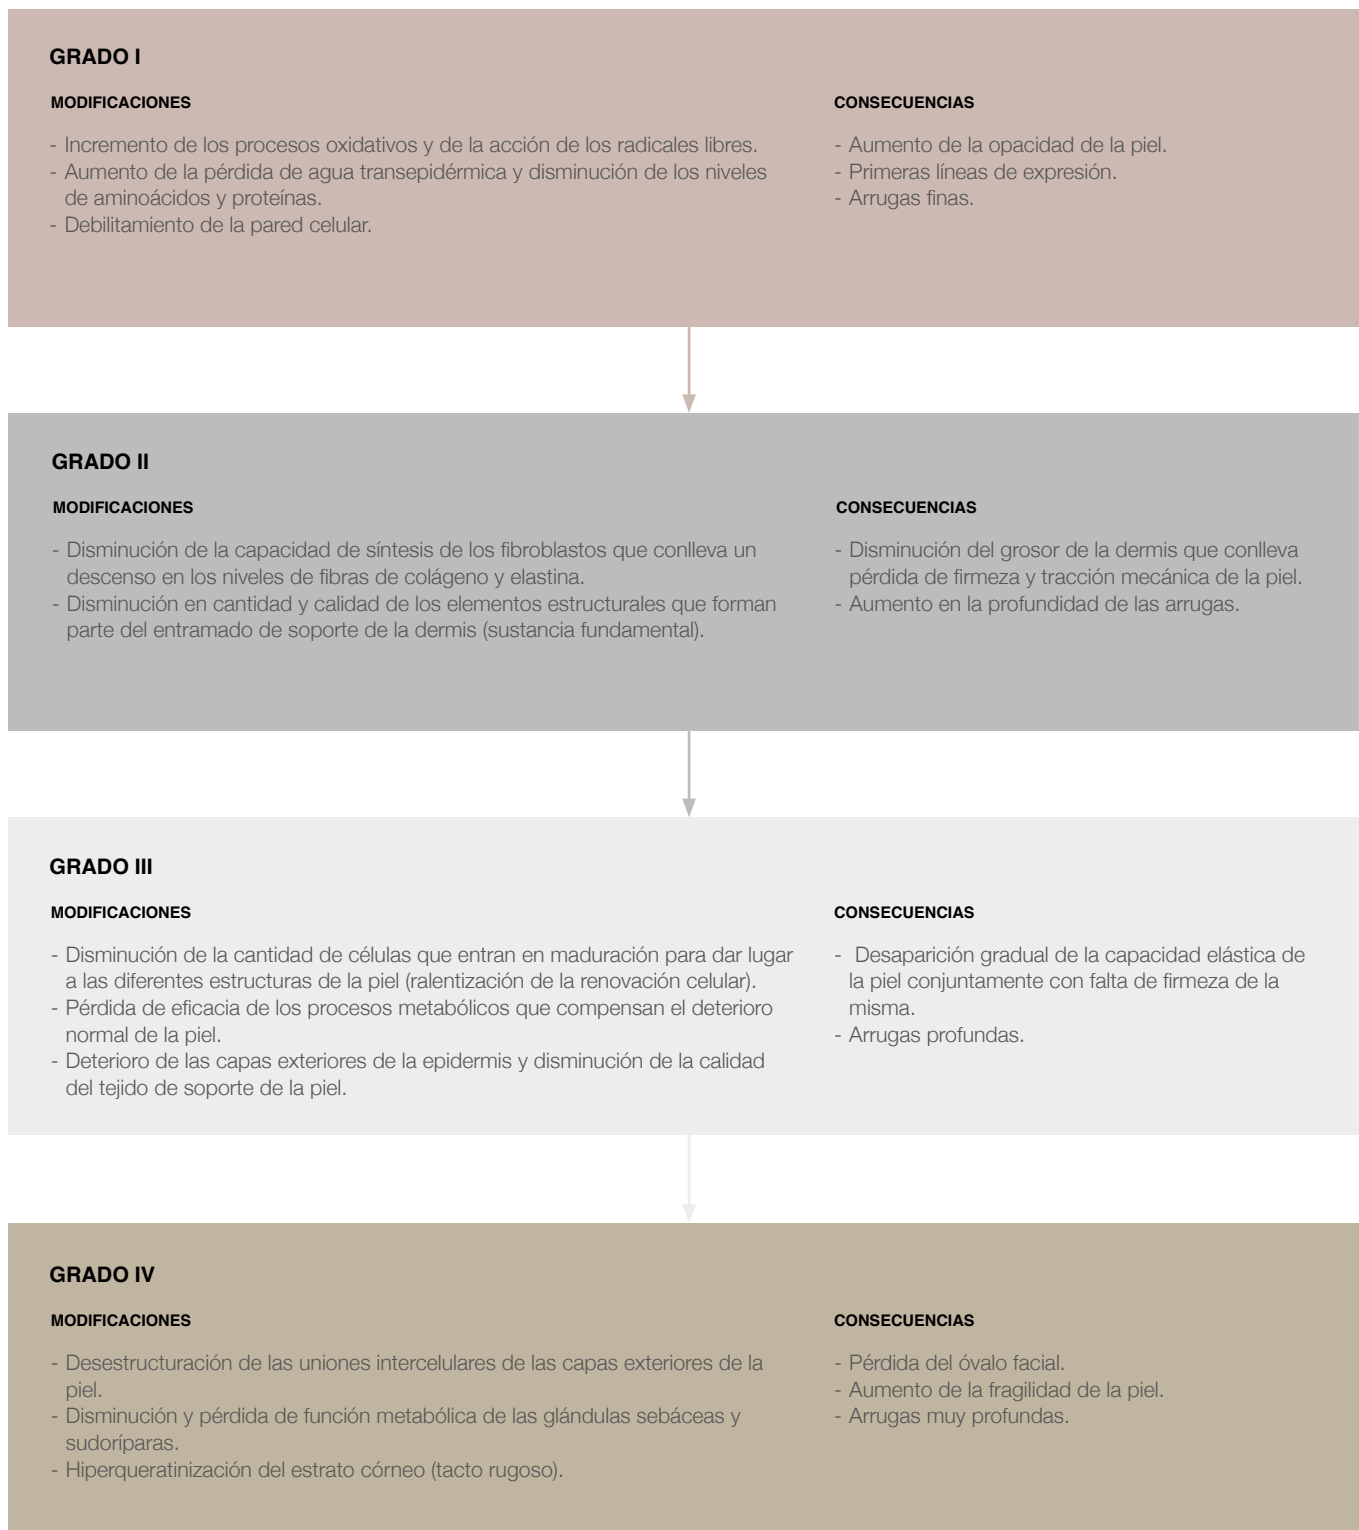 GRADO I
MODIFICACIONES
- Incremento de los procesos oxidativos y de la acción de los radicales libres.
- Aumento de la pérdida de agua transepidérmica y disminución de los niveles
de aminoácidos y proteínas.
- Debilitamiento de la pared celular.
CONSECUENCIAS
- Aumento de la opacidad de la piel.
- Primeras líneas de expresión.
- Arrugas finas.
GRADO II
MODIFICACIONES
- Disminución de la capacidad de síntesis de los fibroblastos que conlleva un
descenso en los niveles de fibras de colágeno y elastina.
- Disminución en cantidad y calidad de los elementos estructurales que forman
parte del entramado de soporte de la dermis (sustancia fundamental).
CONSECUENCIAS
- Disminución del grosor de la dermis que conlleva
pérdida de firmeza y tracción mecánica de la piel.
- Aumento en la profundidad de las arrugas.
GRADO III
MODIFICACIONES
- Disminución de la cantidad de células que entran en maduración para dar lugar
a las diferentes estructuras de la piel (ralentización de la renovación celular).
- Pérdida de eficacia de los procesos metabólicos que compensan el deterioro
normal de la piel.
- Deterioro de las capas exteriores de la epidermis y disminución de la calidad
del tejido de soporte de la piel.
CONSECUENCIAS
- Desaparición gradual de la capacidad elástica de
la piel conjuntamente con falta de firmeza de la
misma.
- Arrugas profundas.
GRADO IV
MODIFICACIONES
- Desestructuración de las uniones intercelulares de las capas exteriores de la
piel.
- Disminución y pérdida de función metabólica de las glándulas sebáceas y
sudoríparas.
- Hiperqueratinización del estrato córneo (tacto rugoso).
CONSECUENCIAS
- Pérdida del óvalo facial.
- Aumento de la fragilidad de la piel.
- Arrugas muy profundas.